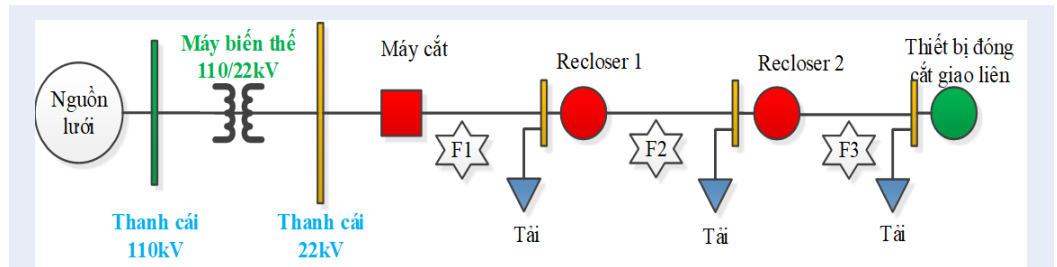 Nguồn
lưới
Thanh cái
110kV
Máy biến thế
110/22kV
Thanh cái
22kV
Máy cắt
F1
Recloser 1
Tải
F2
Recloser 2
Tải
F3
Thiết bị đóng
cắt giao liên
Tải